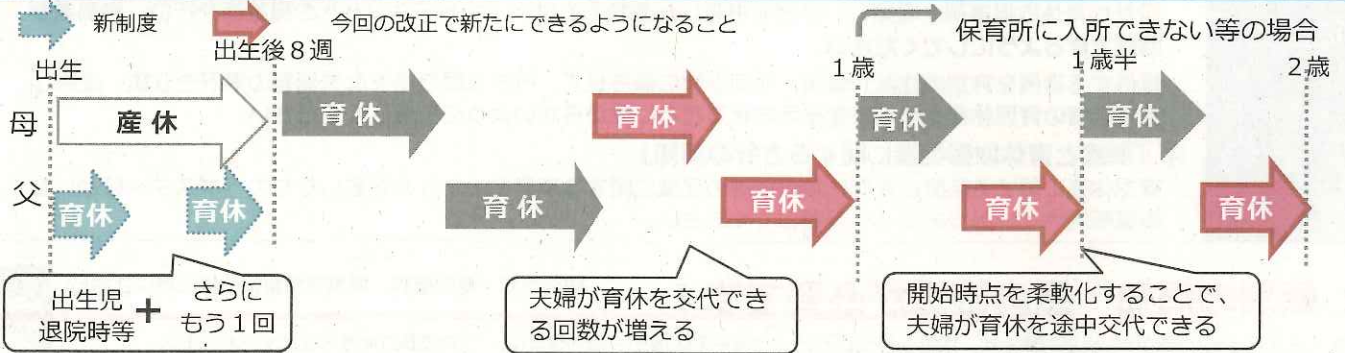 新制度
今回の改正で新たにできるようになること
出生
出生後8週
1歳
保育所に入所できない等の場合
1歳半
2歳
母
産休
育休
育休
育休
育休
父
育休
育休
育休
育休
育休
育休
出生児
退院時等
+
さらに
もう1回
夫婦が育休を交代でき
る回数が増える
開始時点を柔軟化することで、
夫婦が育休を途中交代できる